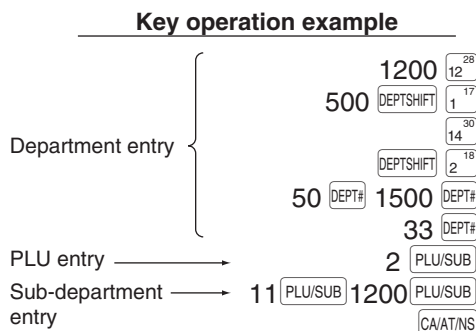 Key operation example
1200 12 28
500 DEPTSHIFT 1 17
14 30
Department entry
DEPTSHIFT 2 18
50 DEPT# 1500 DEPT#
33 DEPT#
PLU entry 2 PLU/SUB
Sub-department 11 PLU/SUB 1200 PLU/SUB
entry CA/AT/NS